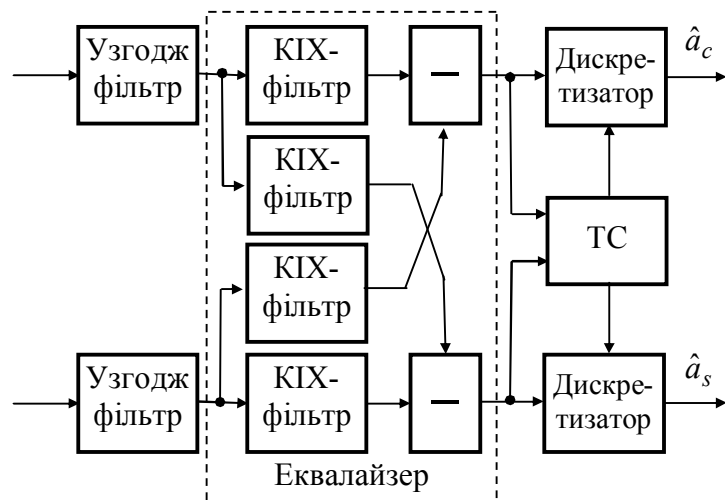 Узгодж
фільтр
КІХ-
фільтр
—
Дискре-
тизатор
â_c
КІХ-
фільтр
ТС
КІХ-
фільтр
Узгодж
фільтр
КІХ-
фільтр
—
Дискре-
тизатор
â_s
Еквалайзер